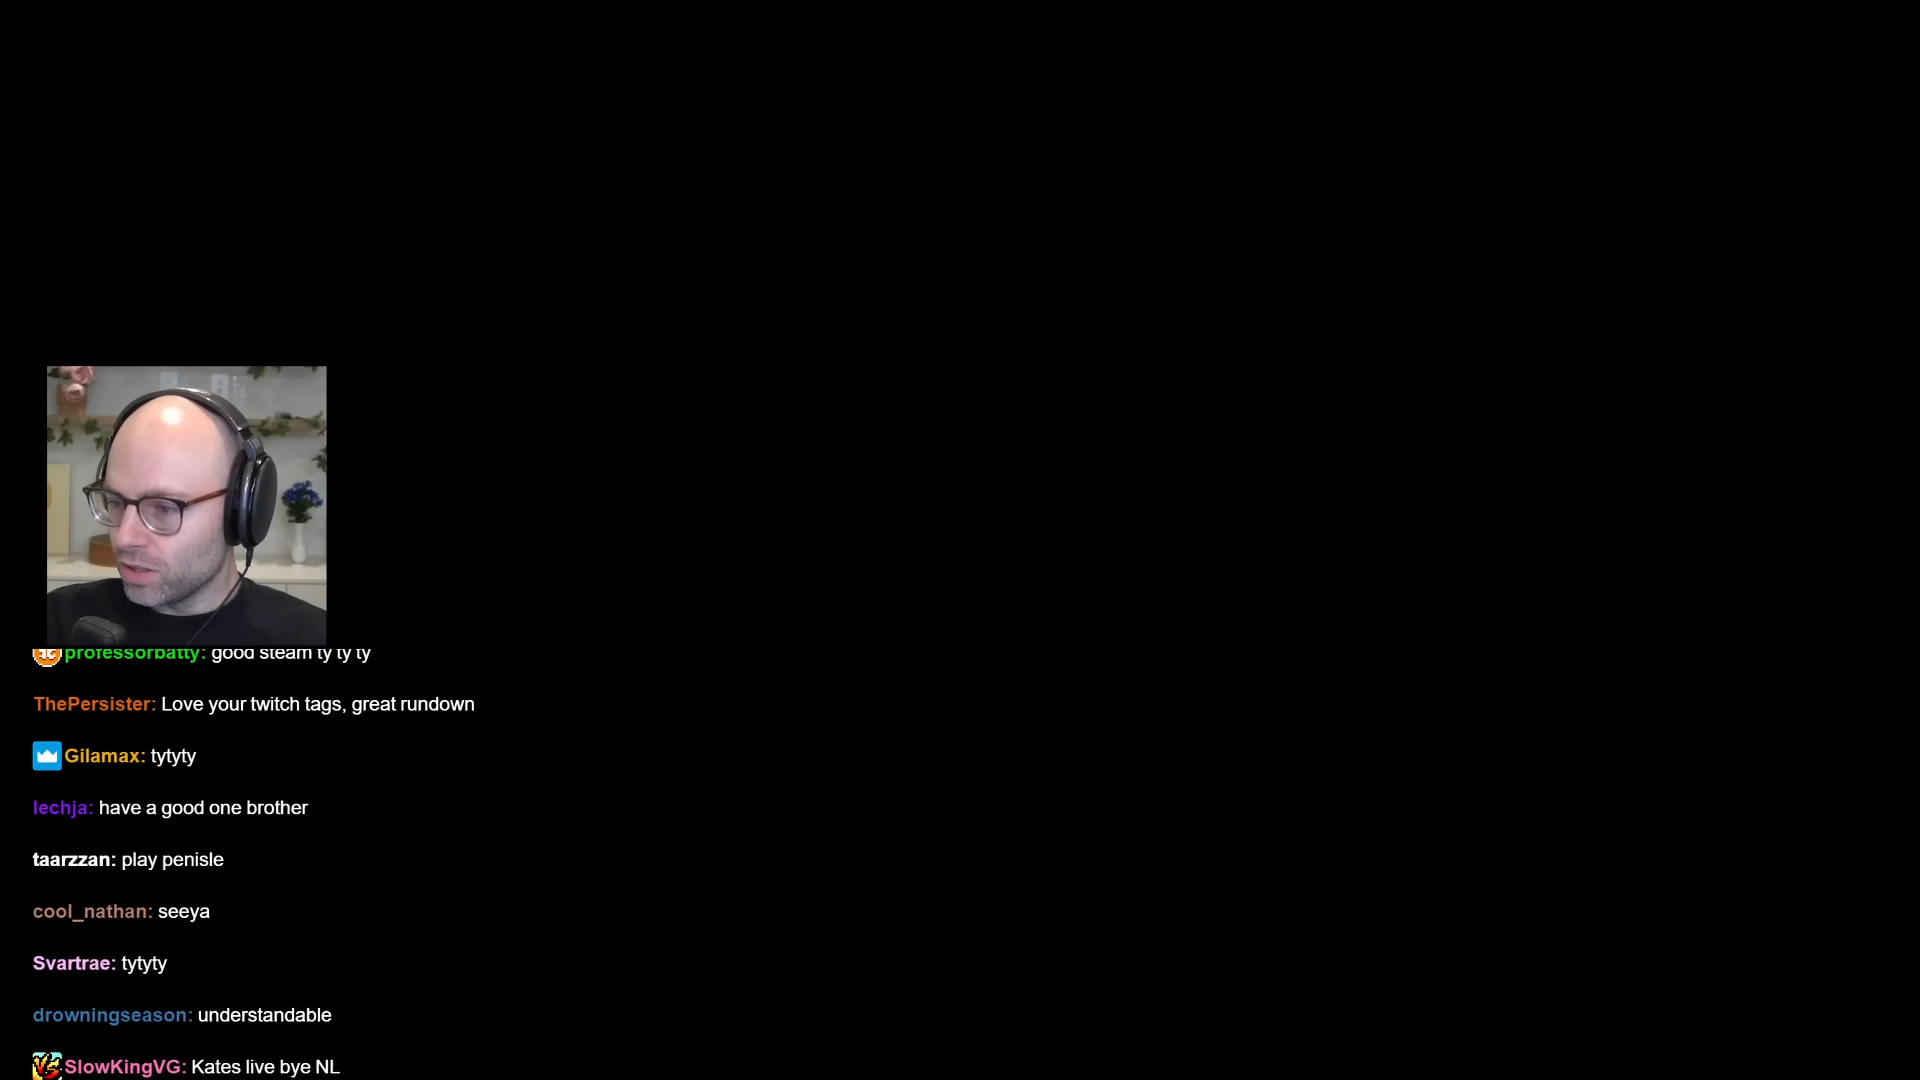 professorbatty: good steam ty ty ty
ThePersister: Love your twitch tags, great rundown
Gilamax: tytyty
lechja: have a good one brother
taarzzan: play penisle
cool_nathan: seeya
Svartrae: tytyty
drowningseason: understandable
SlowKingVG: Kates live bye NL